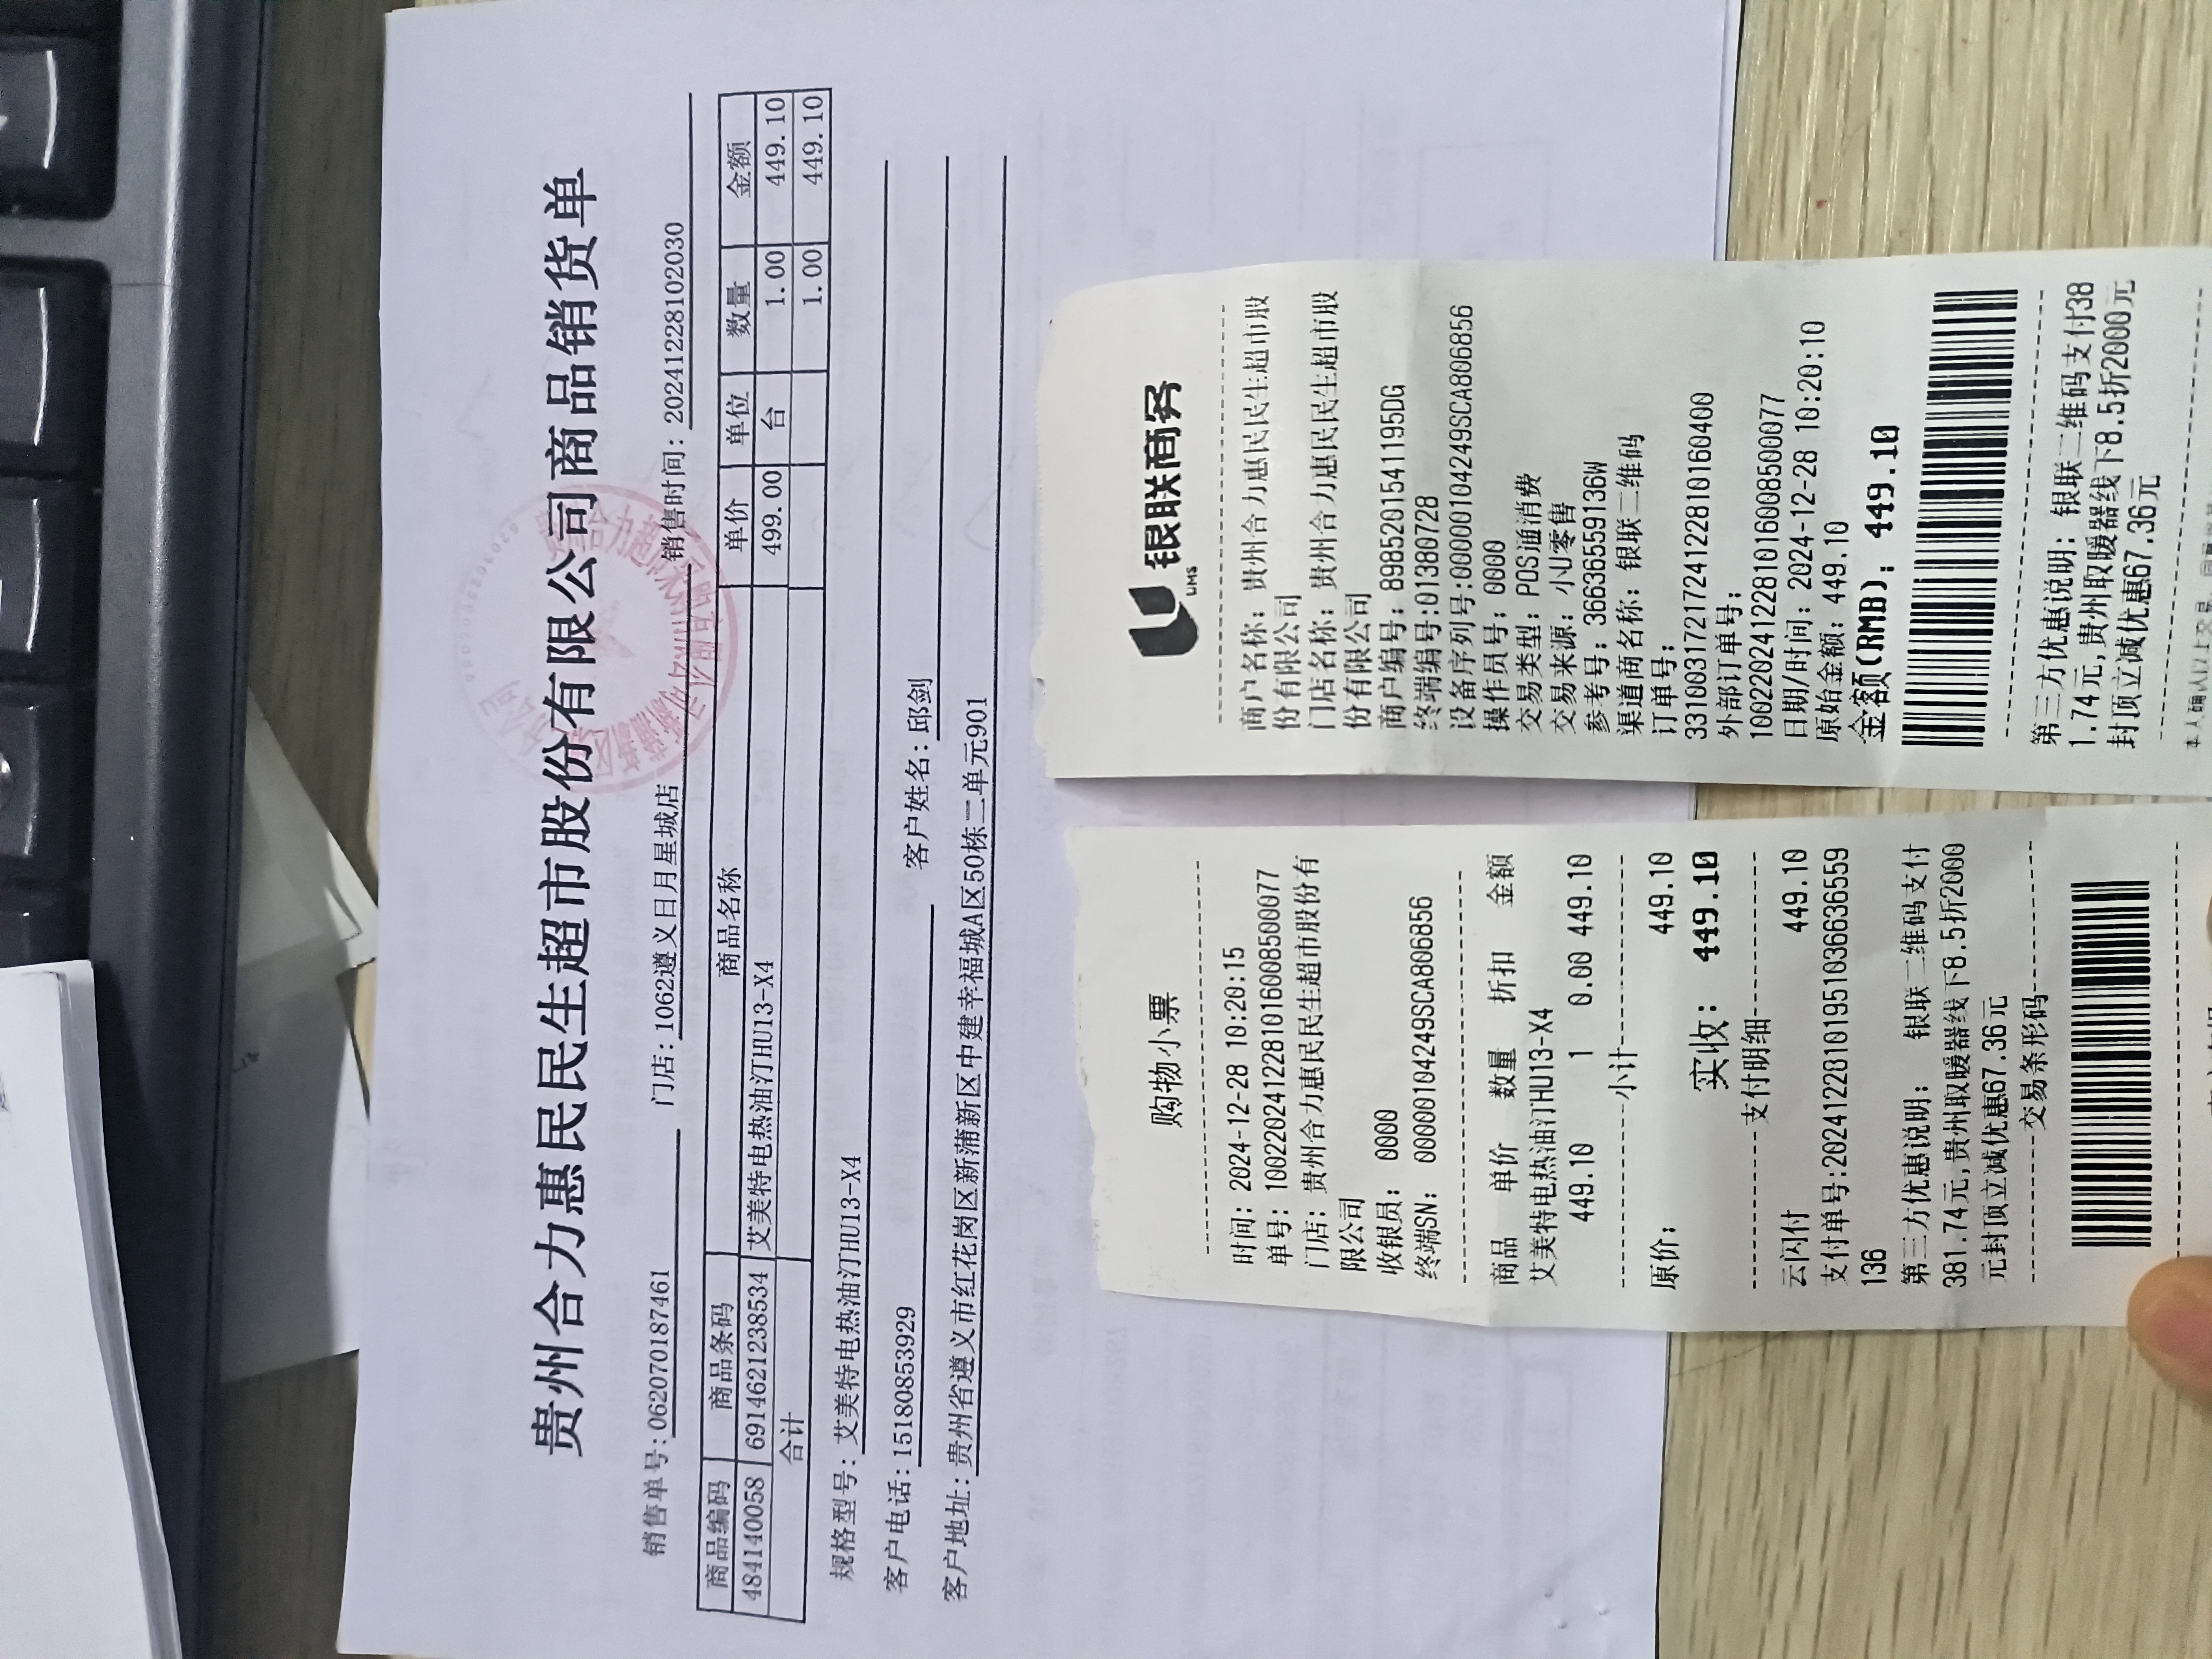 贵州合力惠民民生超市股份有限公司商品销货单
销售单号:062070187461 门店: 1062遵义日月星城店 销售时间: 20241228102030
商品编码 商品条码 商品名称 单价 单位 数量 金额
484140058 6914621238534 艾美特电热油汀HU13-X4 499.00 台 1.00 449.10
合计 1.00 449.10
规格型号: 艾美特电热油汀HU13-X4
客户电话: 15180853929 客户姓名: 邱剑
客户地址: 贵州省遵义市红花岗区新蒲新区中建幸福城A区50栋二单元901
购物小票
时间: 2024-12-28 10:20:15
单号: 10022024122810160085000​77
门店: 贵州合力惠民民生超市股份有
限公司
收银员: 0000
终端SN: 00000104249SCA806856
商品 单价 数量 折扣 金额
艾美特电热油汀HU13-X4
449.10 1 0.00 449.10
小计
原价: 449.10
实收: 449.10
支付明细
云闪付 449.10
支付单号:2024122810195103663655​9
136
第三方优惠说明: 银联二维码支付
381.74元,贵州取暖器线下8.5折2000
元封顶立减优惠67.36元
交易条形码
银联商务
UMS
商户名称: 贵州合力惠民民生超市股
份有限公司
门店名称: 贵州合力惠民民生超市股
份有限公司
商户编号: 89852015411​95DG
终端编号:01380728
设备序列号:00000104249SCA806856
操作员号: 0000
交易类型: POS通消费
交易来源: 小U零售
参考号: 36636559136W
渠道商名称: 银联二维码
订单号:
33100317217241228101604​00
外部订单号:
10022024122810160085000​77
日期/时间: 2024-12-28 10:20:10
原始金额: 449.10
金额(RMB): 449.10
第三方优惠说明: 银联二维码支付38
1.74元,贵州取暖器线下8.5折2000元
封顶立减优惠67.36元
本人确认以上交易